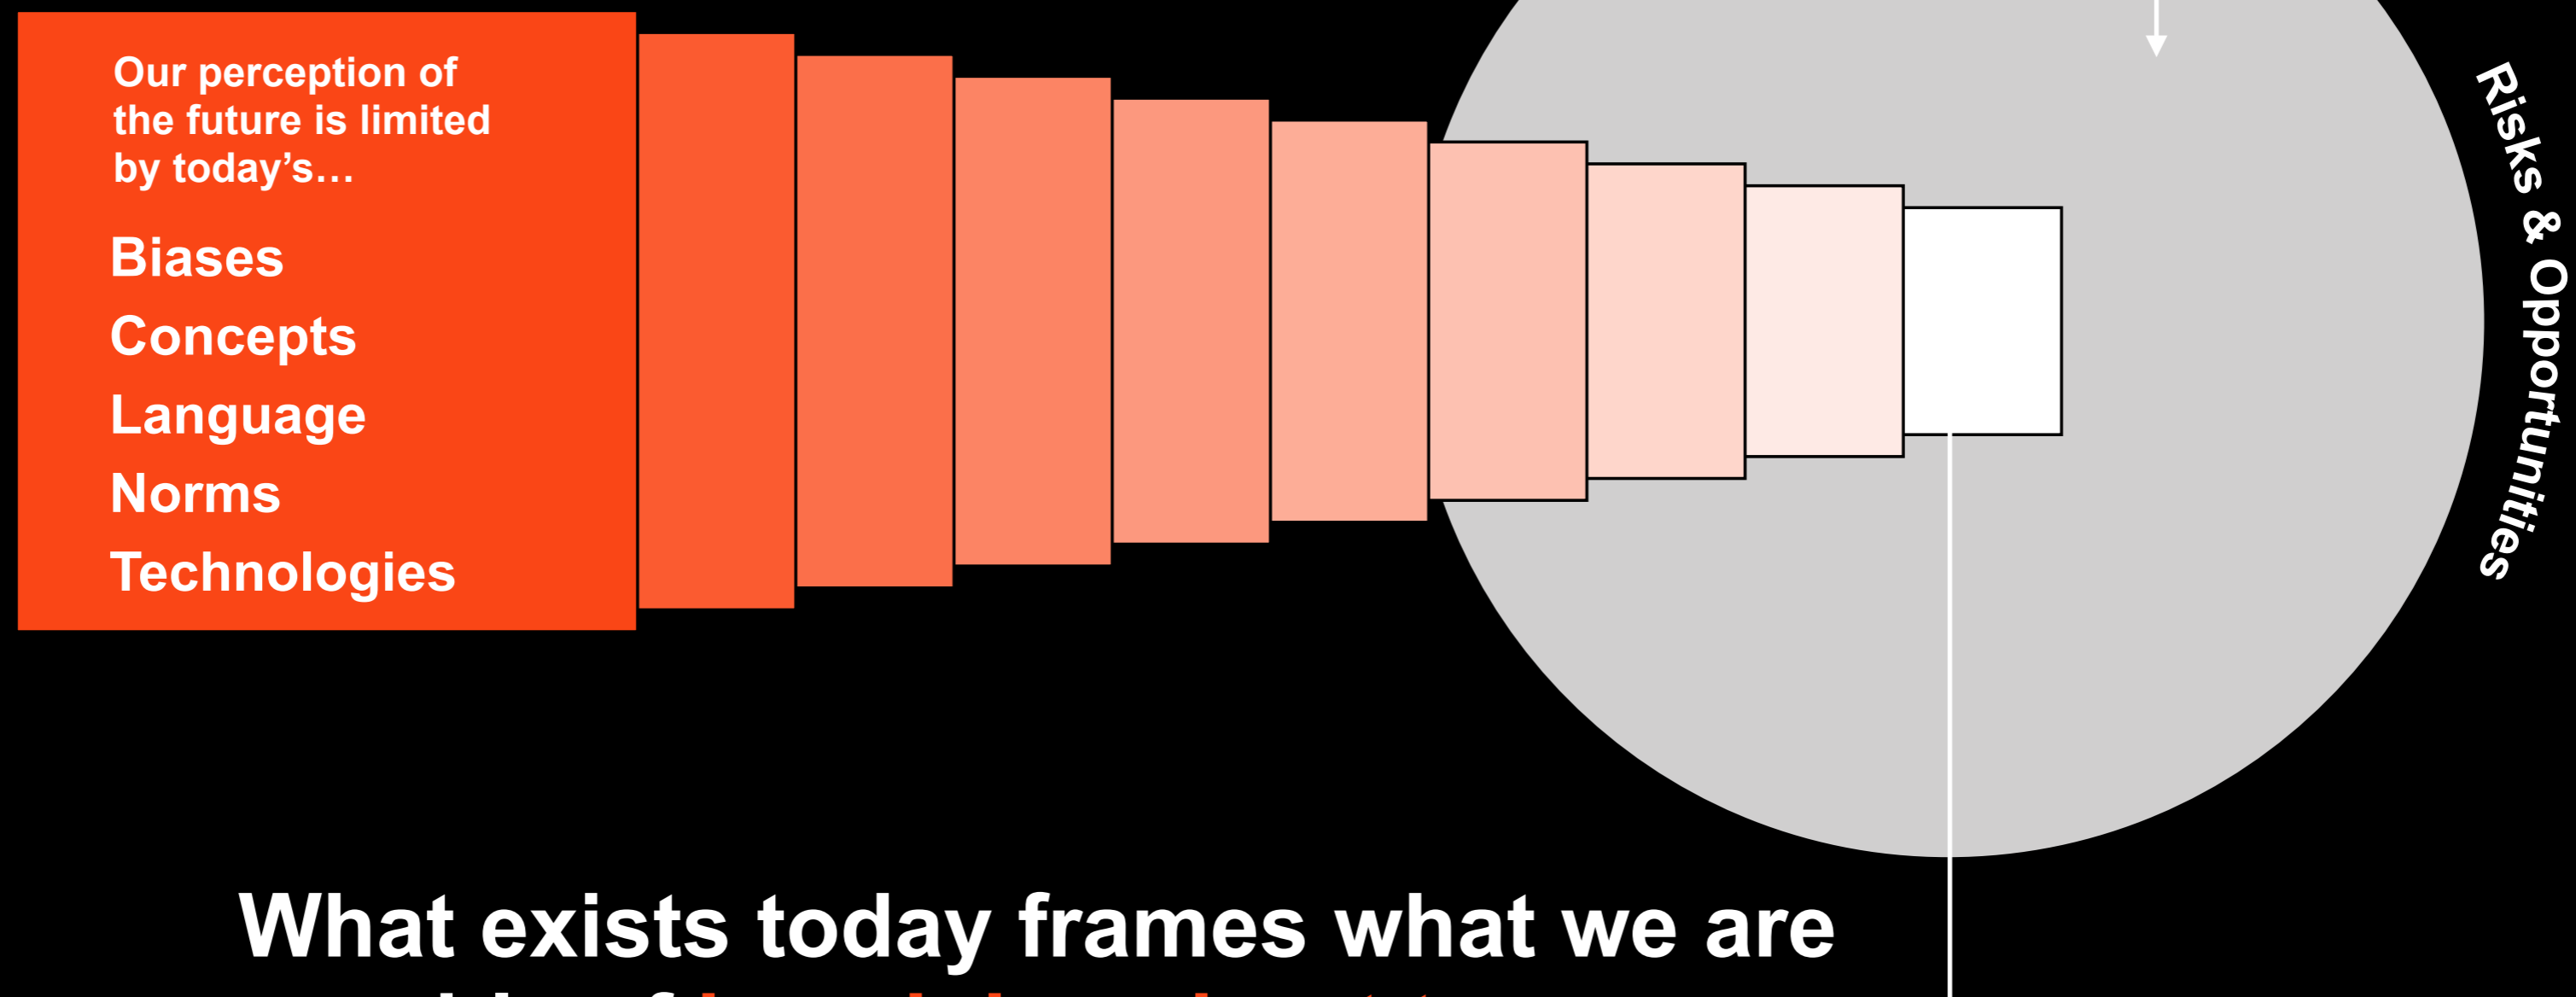 Our perception of
the future is limited
by today’s…
Biases
Concepts
Language
Norms
Technologies
Risks & Opportunities
What exists today frames what we are